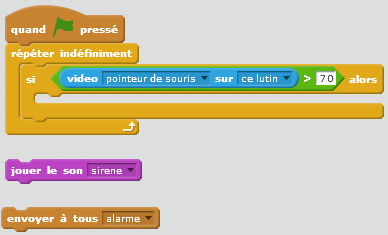 quand pressé
répéter indéfiniment
si video pointeur de souris sur ce lutin > 70 alors
jouer le son sirene
envoyer à tous alarme